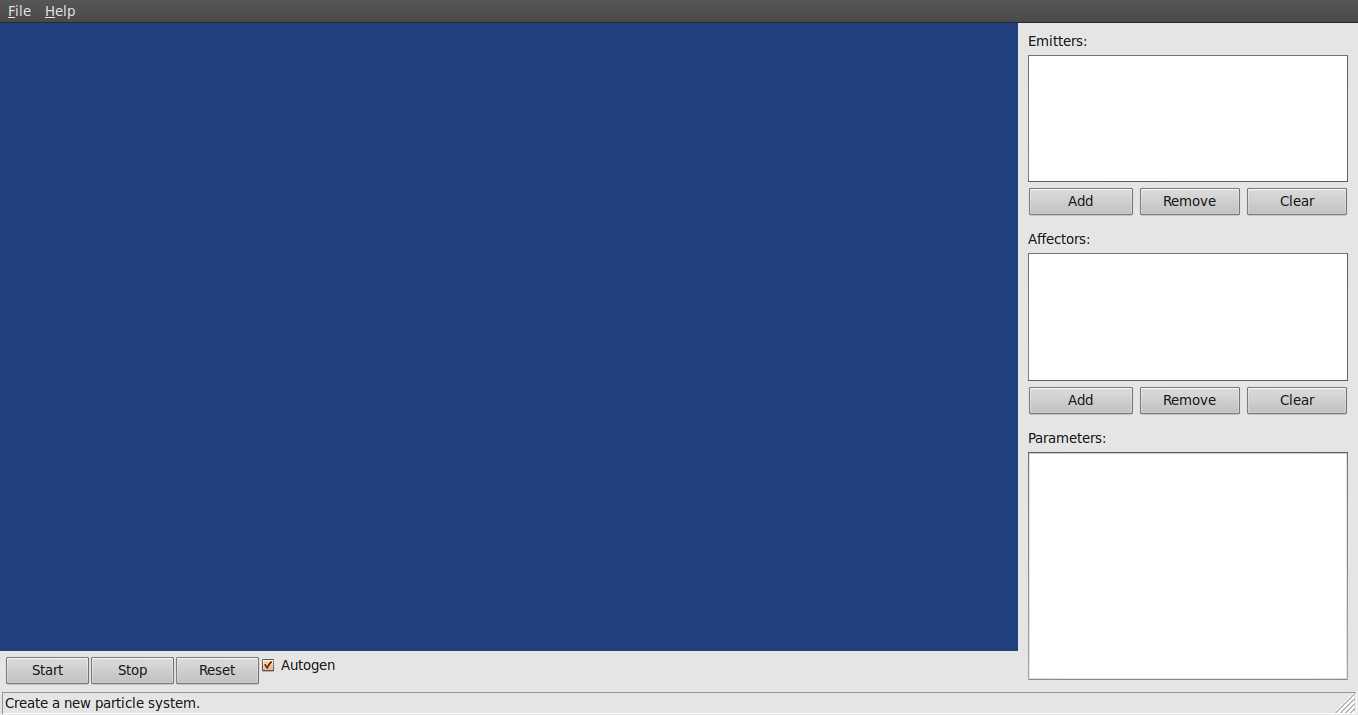 File Help
Emitters:
Add Remove Clear
Affectors:
Add Remove Clear
Parameters:
Start Stop Reset Autogen
Create a new particle system.